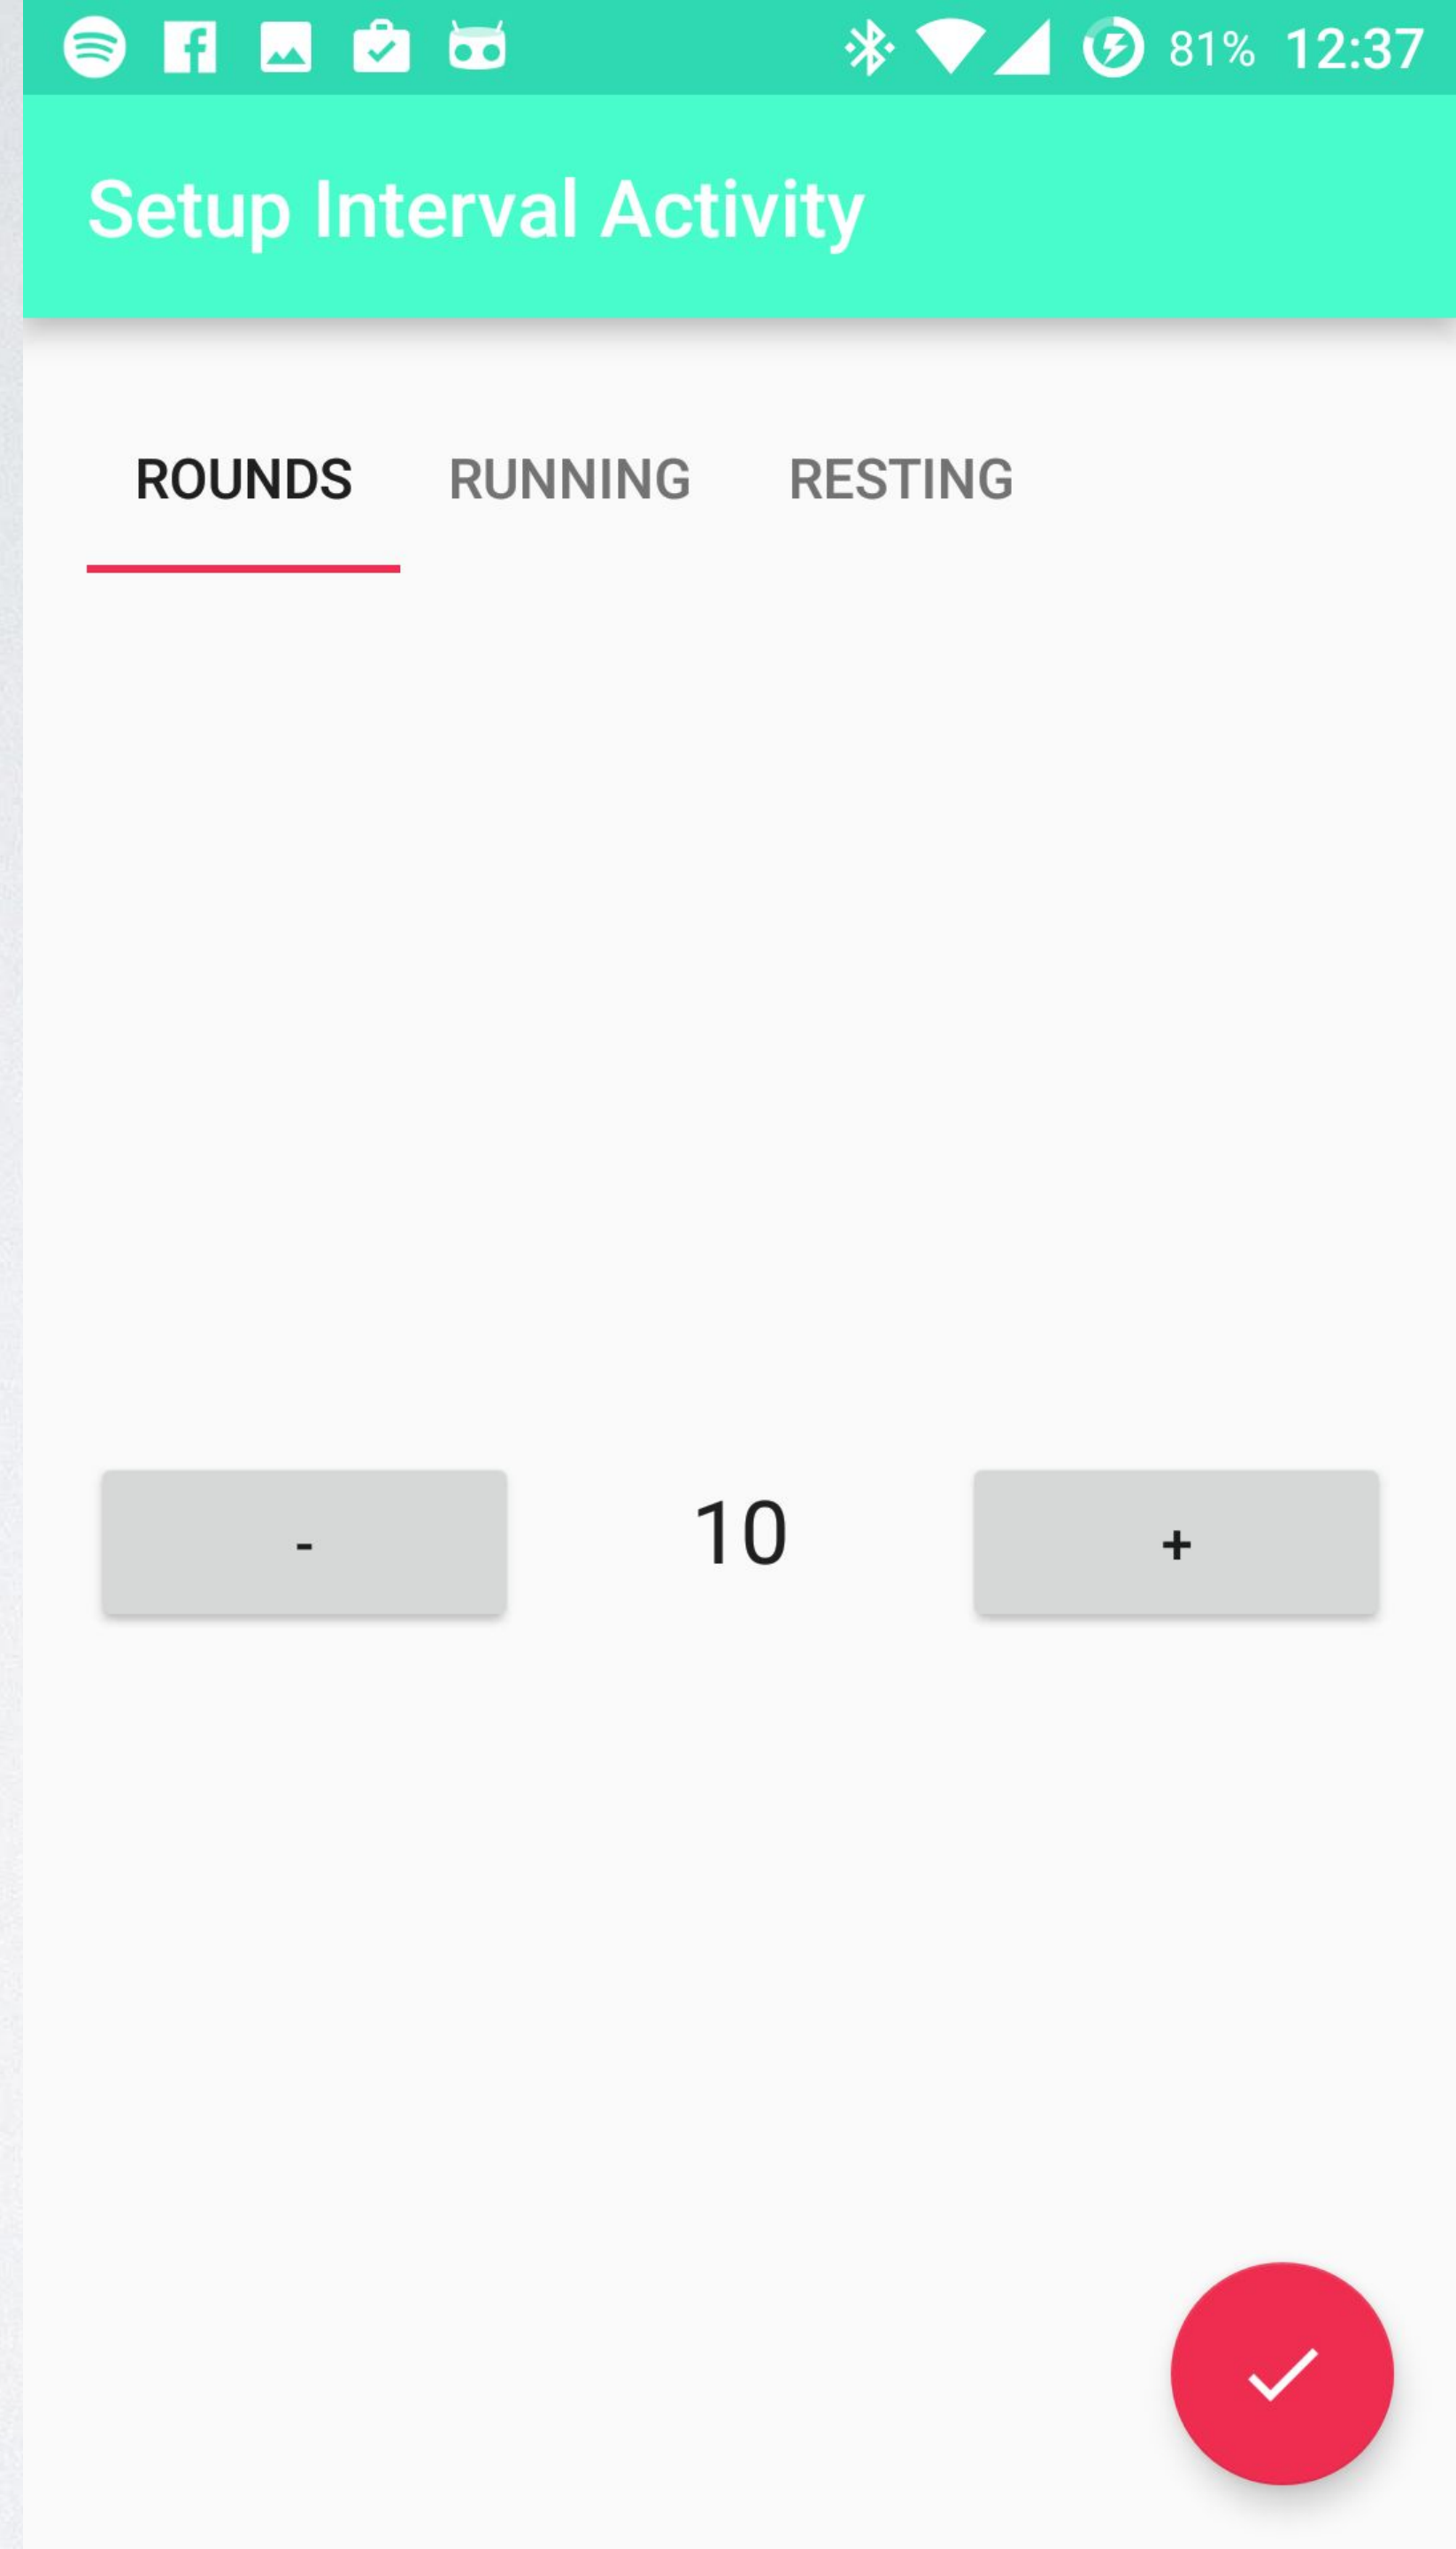 81% 12:37
Setup Interval Activity
ROUNDS RUNNING RESTING
- 10 +